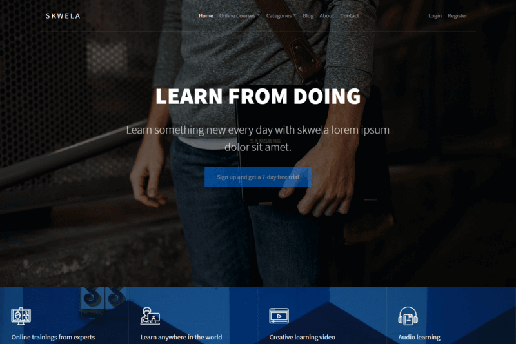 SKWELA
Home Online Courses Categories Blog About Contact
Login Register
LEARN FROM DOING
Learn something new every day with skwela lorem ipsum
dolor sit amet.
Sign up and get a 7-day free trial
Online trainings from experts
Learn anywhere in the world
Creative learning video
Audio learning